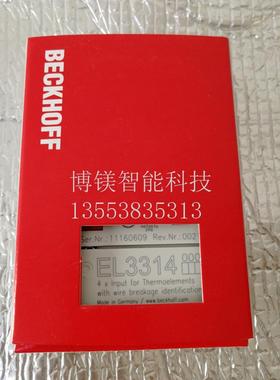 BECKHOFF
博镁智能科技
13553835313
Ser Nr.:11160609 Rev.Nr.:002
EL3314
4 x Input for Thermoelements
with wire breakage identification
Made in Germany / www.beckhoff.com